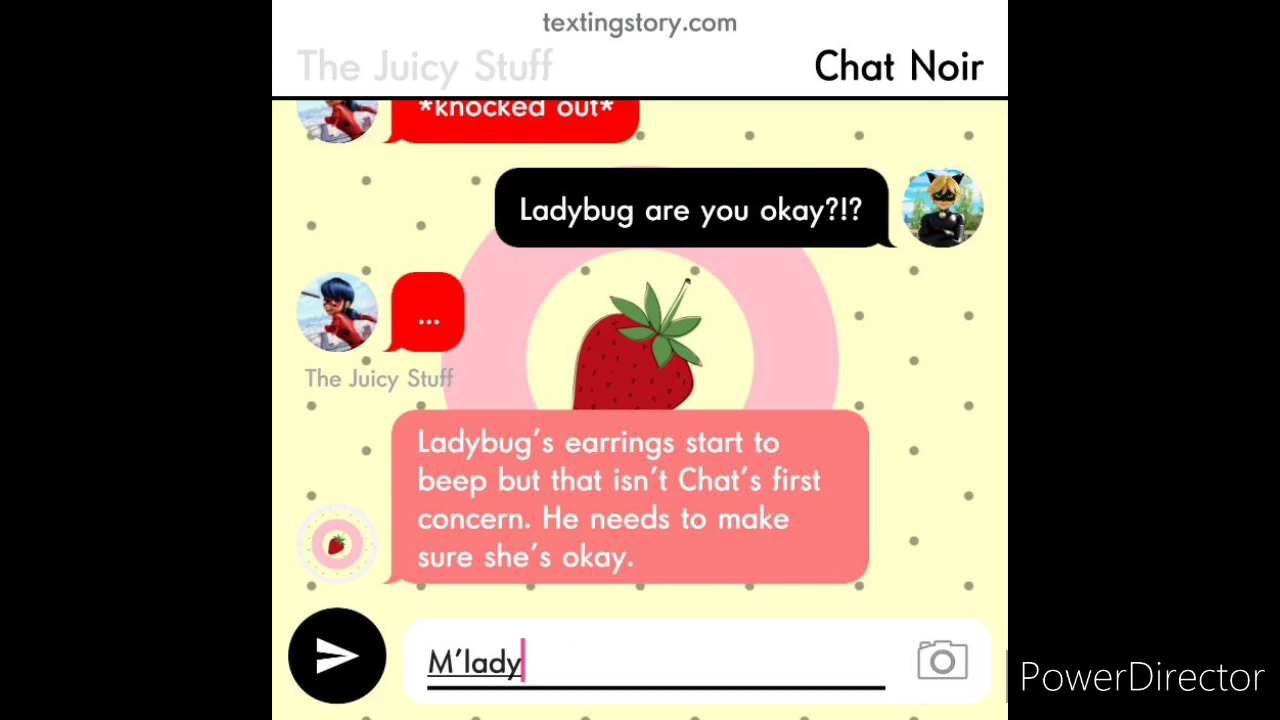 textingstory.com
The Juicy Stuff
Chat Noir
*knocked out*
Ladybug are you okay?!?
...
The Juicy Stuff
Ladybug's earrings start to
beep but that isn't Chat's first
concern. He needs to make
sure she's okay.
M'lady
PowerDirector